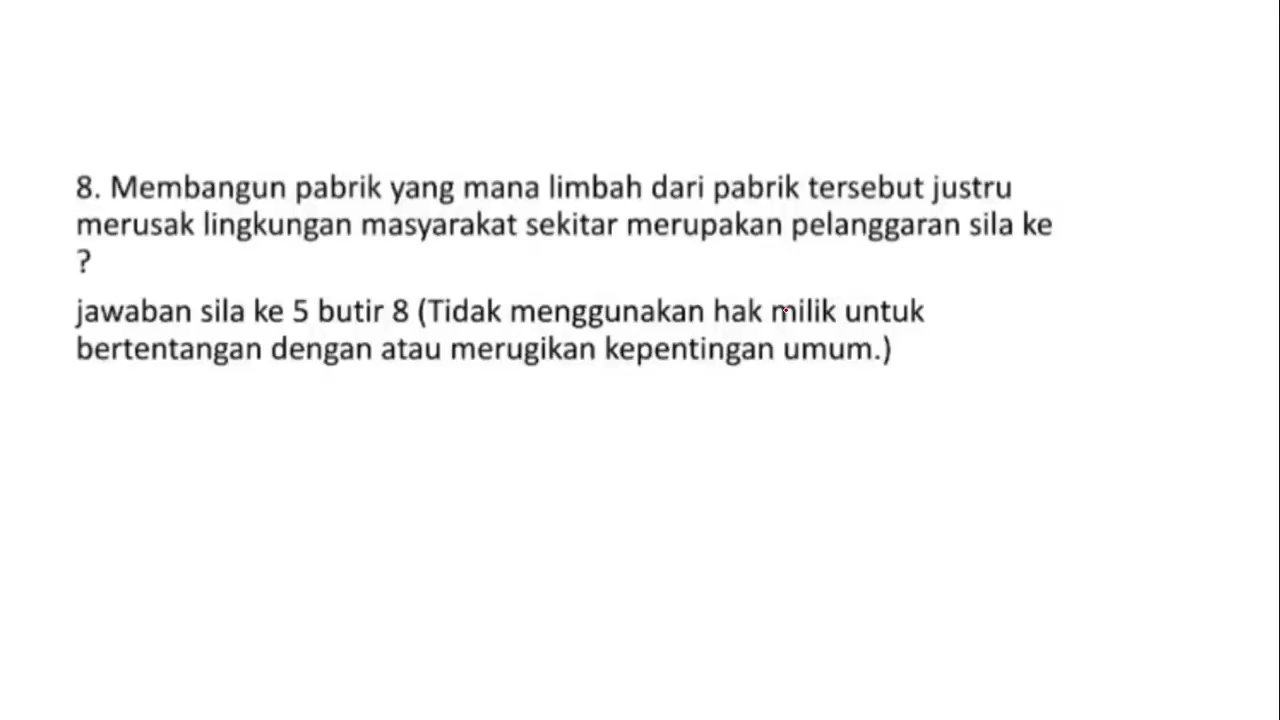 8. Membangun pabrik yang mana limbah dari pabrik tersebut justru
merusak lingkungan masyarakat sekitar merupakan pelanggaran sila ke
?
jawaban sila ke 5 butir 8 (Tidak menggunakan hak milik untuk
bertentangan dengan atau merugikan kepentingan umum.)